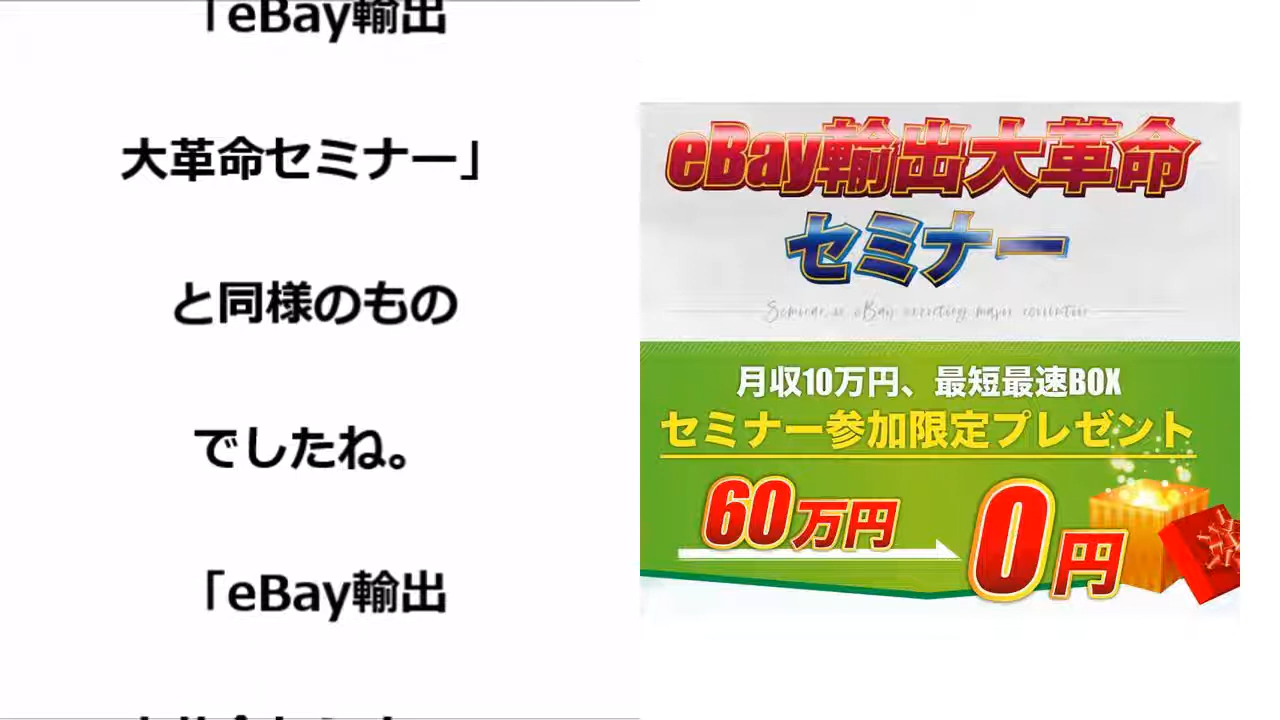 「eBay輸出
大革命セミナー」
と同様のもの
でしたね。
「eBay輸出
eBay輸出大革命
セミナー
月収10万円、最短最速BOX
セミナー参加限定プレゼント
60万円
0円